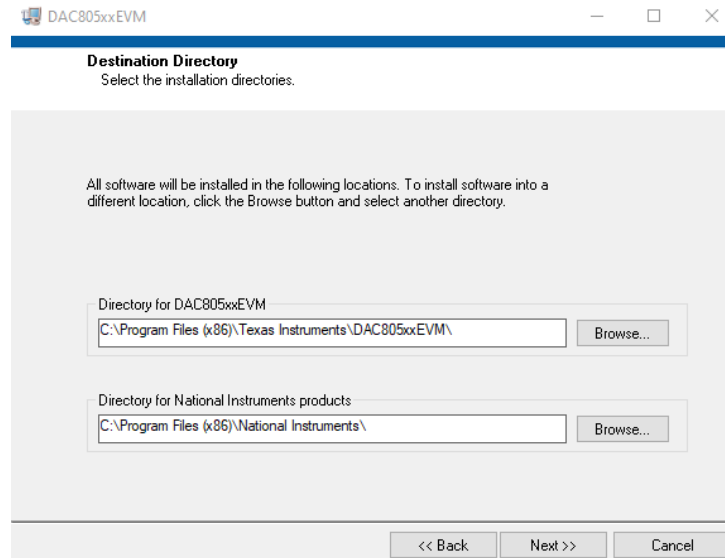 DAC805xxEVM
Destination Directory
Select the installation directories.
All software will be installed in the following locations. To install software into a
different location, click the Browse button and select another directory.
Directory for DAC805xxEVM
C:\Program Files (x86)\Texas Instruments\DAC805xxEVM\
Browse...
Directory for National Instruments products
C:\Program Files (x86)\National Instruments\
Browse...
<< Back
Next >>
Cancel